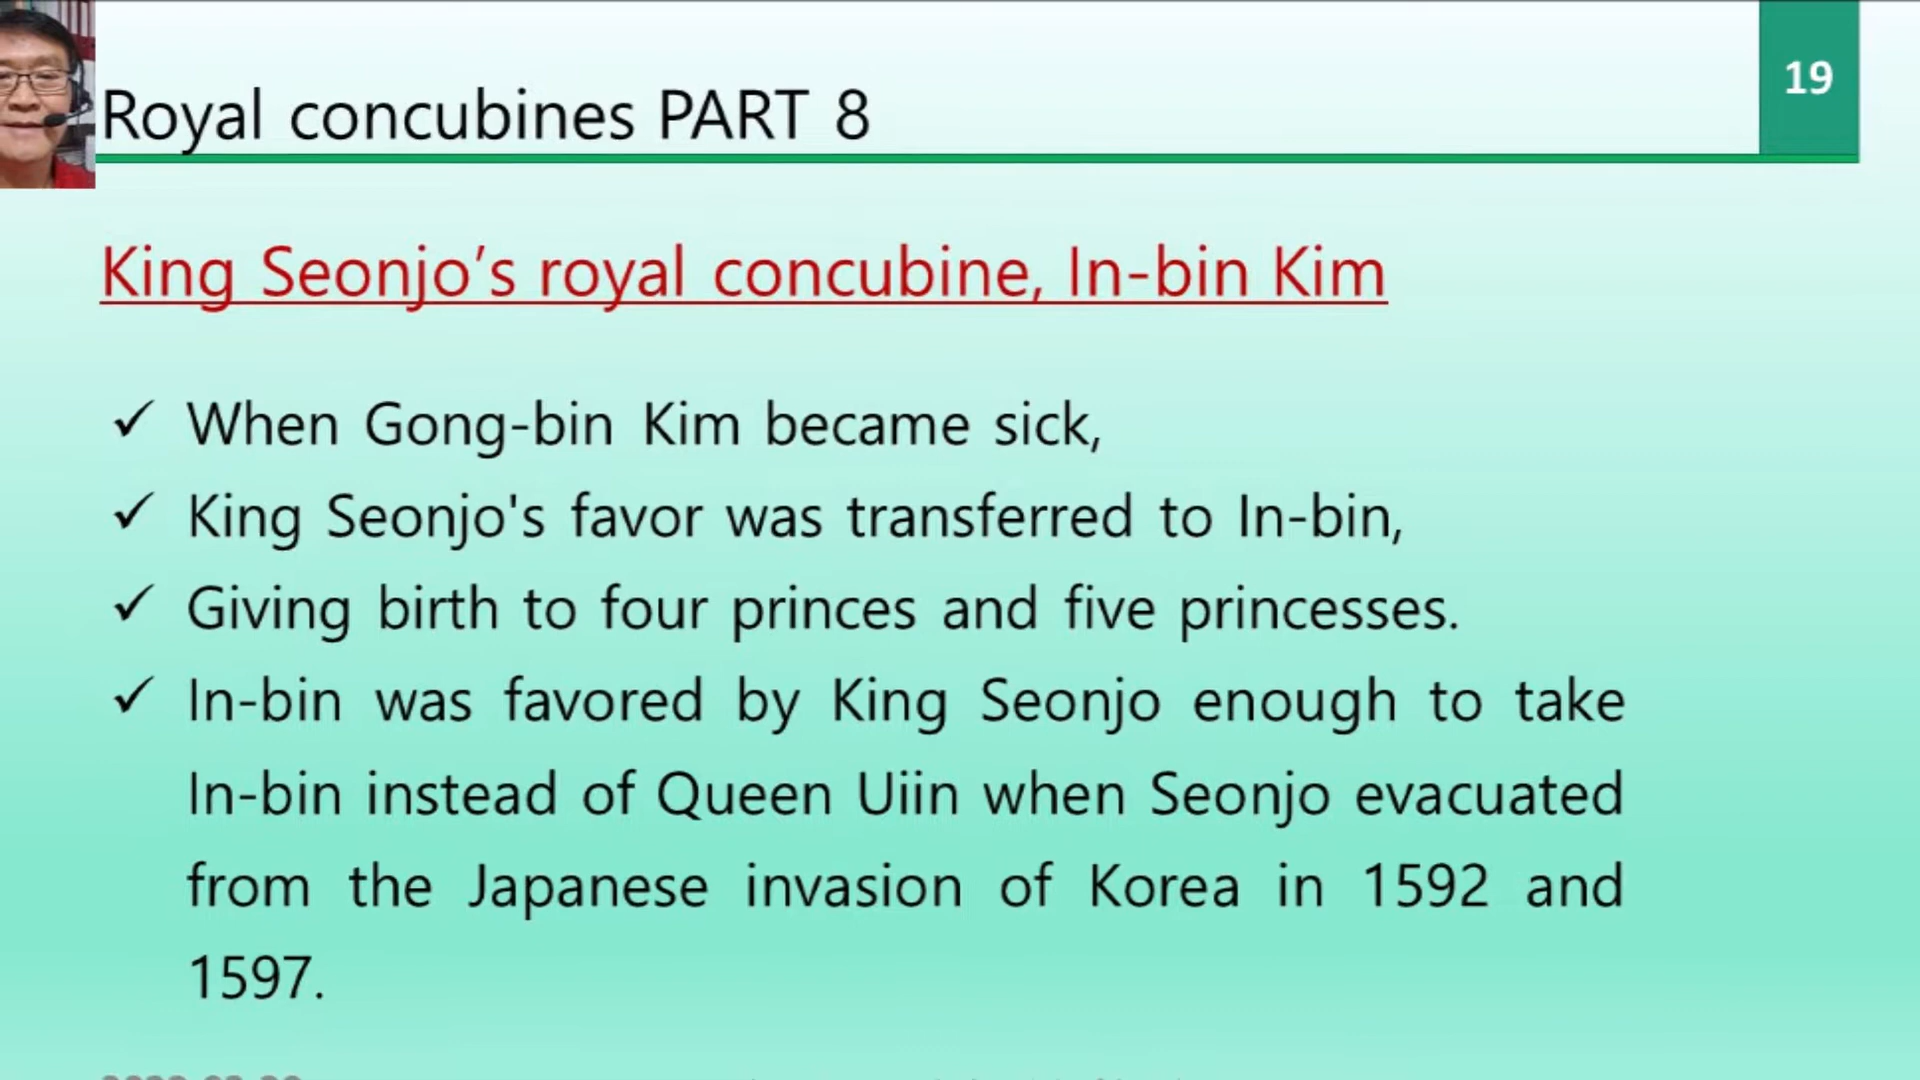 19
Royal concubines PART 8
King Seonjo’s royal concubine, In-bin Kim
✓ When Gong-bin Kim became sick,
✓ King Seonjo's favor was transferred to In-bin,
✓ Giving birth to four princes and five princesses.
✓ In-bin was favored by King Seonjo enough to take
In-bin instead of Queen Uiin when Seonjo evacuated
from the Japanese invasion of Korea in 1592 and
1597.